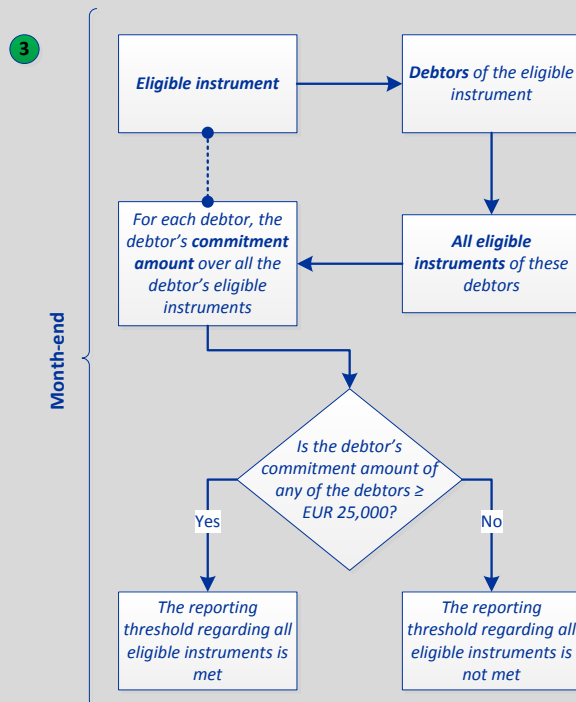 3
Month-end
Eligible instrument
Debtors of the eligible
instrument
For each debtor, the
debtor's commitment
amount over all the
debtor's eligible
instruments
All eligible
instruments of these
debtors
Is the debtor's
commitment amount of
any of the debtors ≥
EUR 25,000?
Yes
No
The reporting
threshold regarding all
eligible instruments is
met
The reporting
threshold regarding all
eligible instruments is
not met